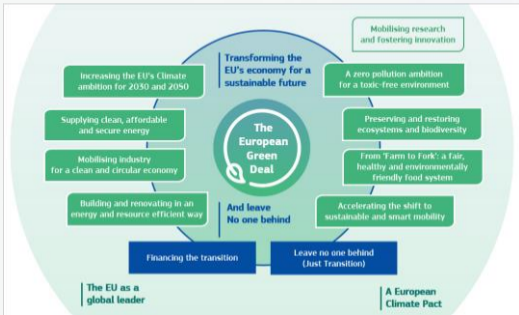 Mobilising research
and fostering innovation
Transforming the
EU's economy for a
sustainable future
Increasing the EU's Climate
ambition for 2030 and 2050
A zero pollution ambition
for a toxic-free environment
Supplying clean, affordable
and secure energy
Preserving and restoring
ecosystems and biodiversity
The
European
Green
Deal
Mobilising industry
for a clean and circular economy
From 'Farm to Fork': a fair,
healthy and environmentally
friendly food system
Building and renovating in an
energy and resource efficient way
Accelerating the shift to
sustainable and smart mobility
And leave
No one behind
Financing the transition
Leave no one behind
(Just Transition)
The EU as a
global leader
A European
Climate Pact